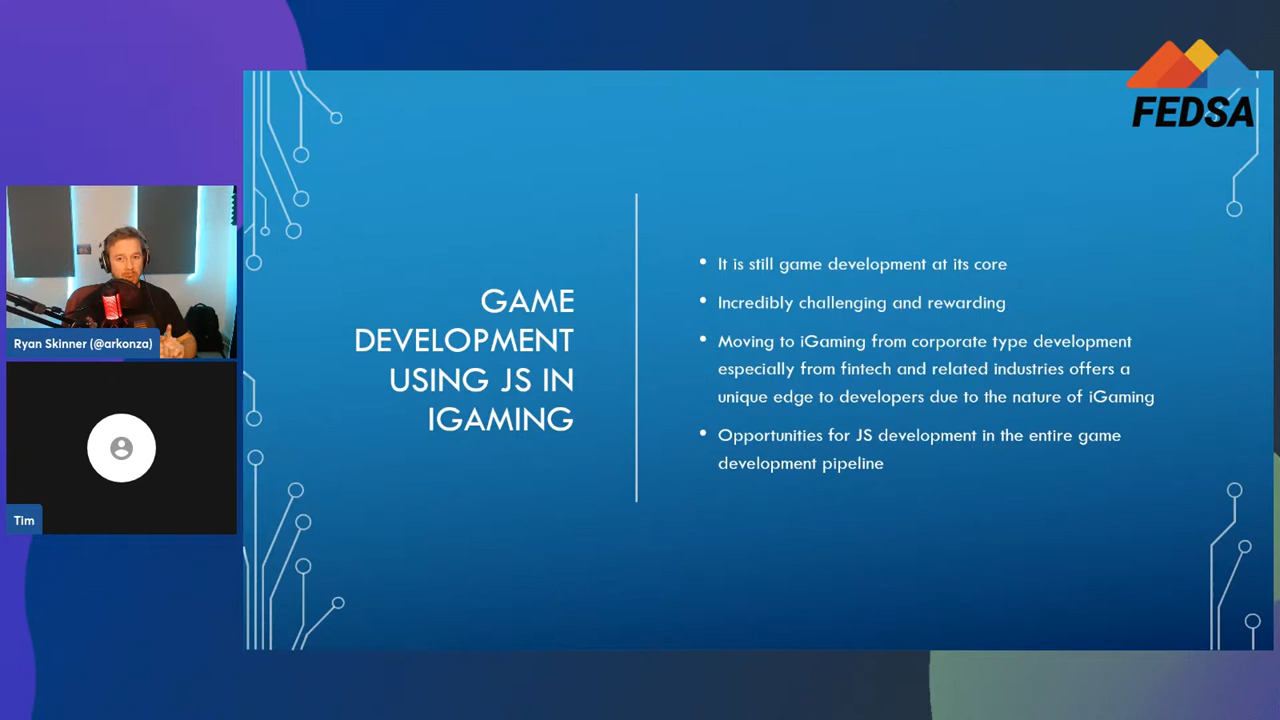 FEDSA
Ryan Skinner (@arkonza)
Tim
GAME
DEVELOPMENT
USING JS IN
IGAMING
• It is still game development at its core
• Incredibly challenging and rewarding
• Moving to iGaming from corporate type development
especially from fintech and related industries offers a
unique edge to developers due to the nature of iGaming
• Opportunities for JS development in the entire game
development pipeline